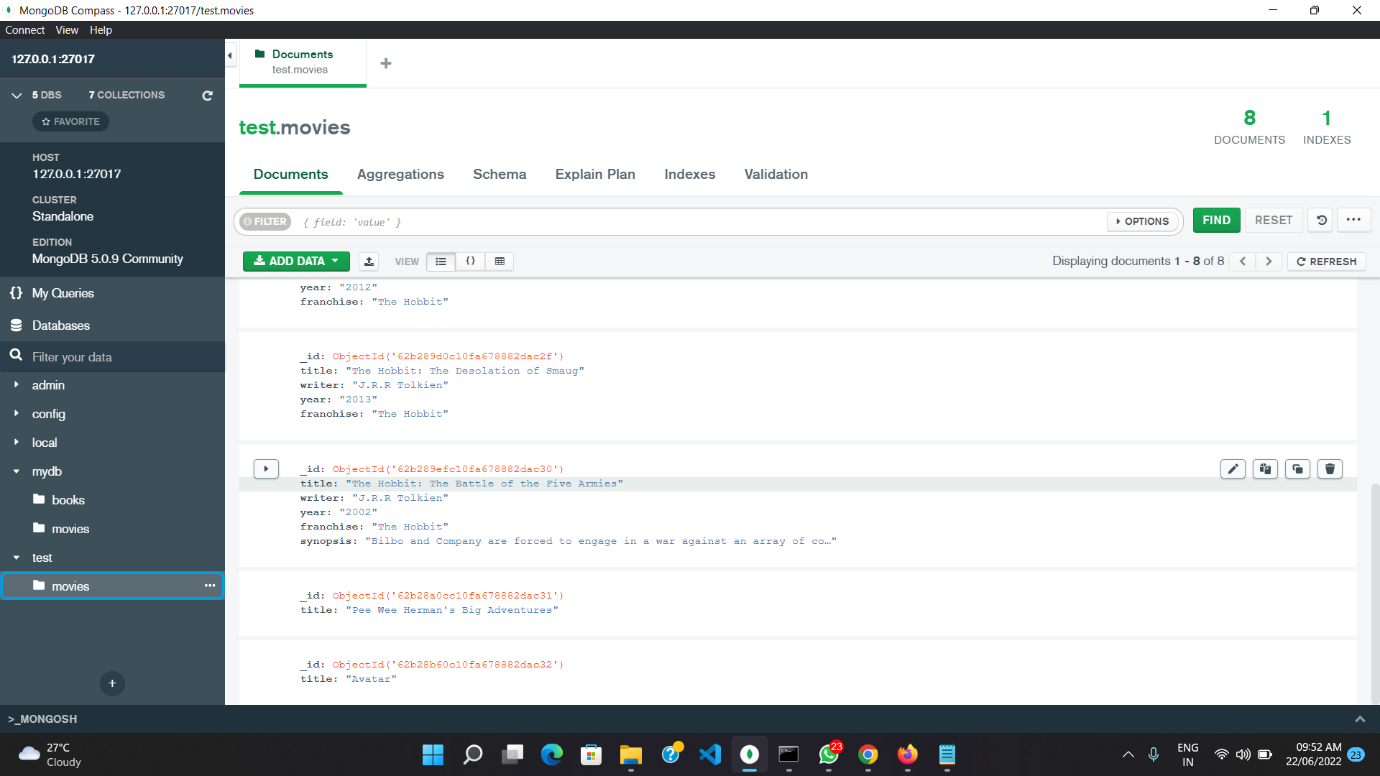 MongoDB Compass - 127.0.0.1:27017/test.movies
Connect View Help
127.0.0.1:27017
5 DBS 7 COLLECTIONS
FAVORITE
HOST
127.0.0.1:27017
CLUSTER
Standalone
EDITION
MongoDB 5.0.9 Community
{} My Queries
Databases
Filter your data
admin
config
local
mydb
books
movies
test
movies
>_MONGOSH
Documents
test.movies
test.movies
8
DOCUMENTS
1
INDEXES
Documents Aggregations Schema Explain Plan Indexes Validation
FILTER { field: 'value' } OPTIONS FIND RESET
ADD DATA VIEW {} Displaying documents 1 - 8 of 8 REFRESH
year: "2012"
franchise: "The Hobbit"
_id: ObjectId('62b289d0c10fa678882dac2f')
title: "The Hobbit: The Desolation of Smaug"
writer: "J.R.R Tolkien"
year: "2013"
franchise: "The Hobbit"
_id: ObjectId('62b289efc10fa678882dac30')
title: "The Hobbit: The Battle of the Five Armies"
writer: "J.R.R Tolkien"
year: "2002"
franchise: "The Hobbit"
synopsis: "Bilbo and Company are forced to engage in a war against an array of co…"
_id: ObjectId('62b28a0cc10fa678882dac31')
title: "Pee Wee Herman's Big Adventures"
_id: ObjectId('62b28b60c10fa678882dac32')
title: "Avatar"
27°C
Cloudy
23
ENG
IN
09:52 AM
22/06/2022
23